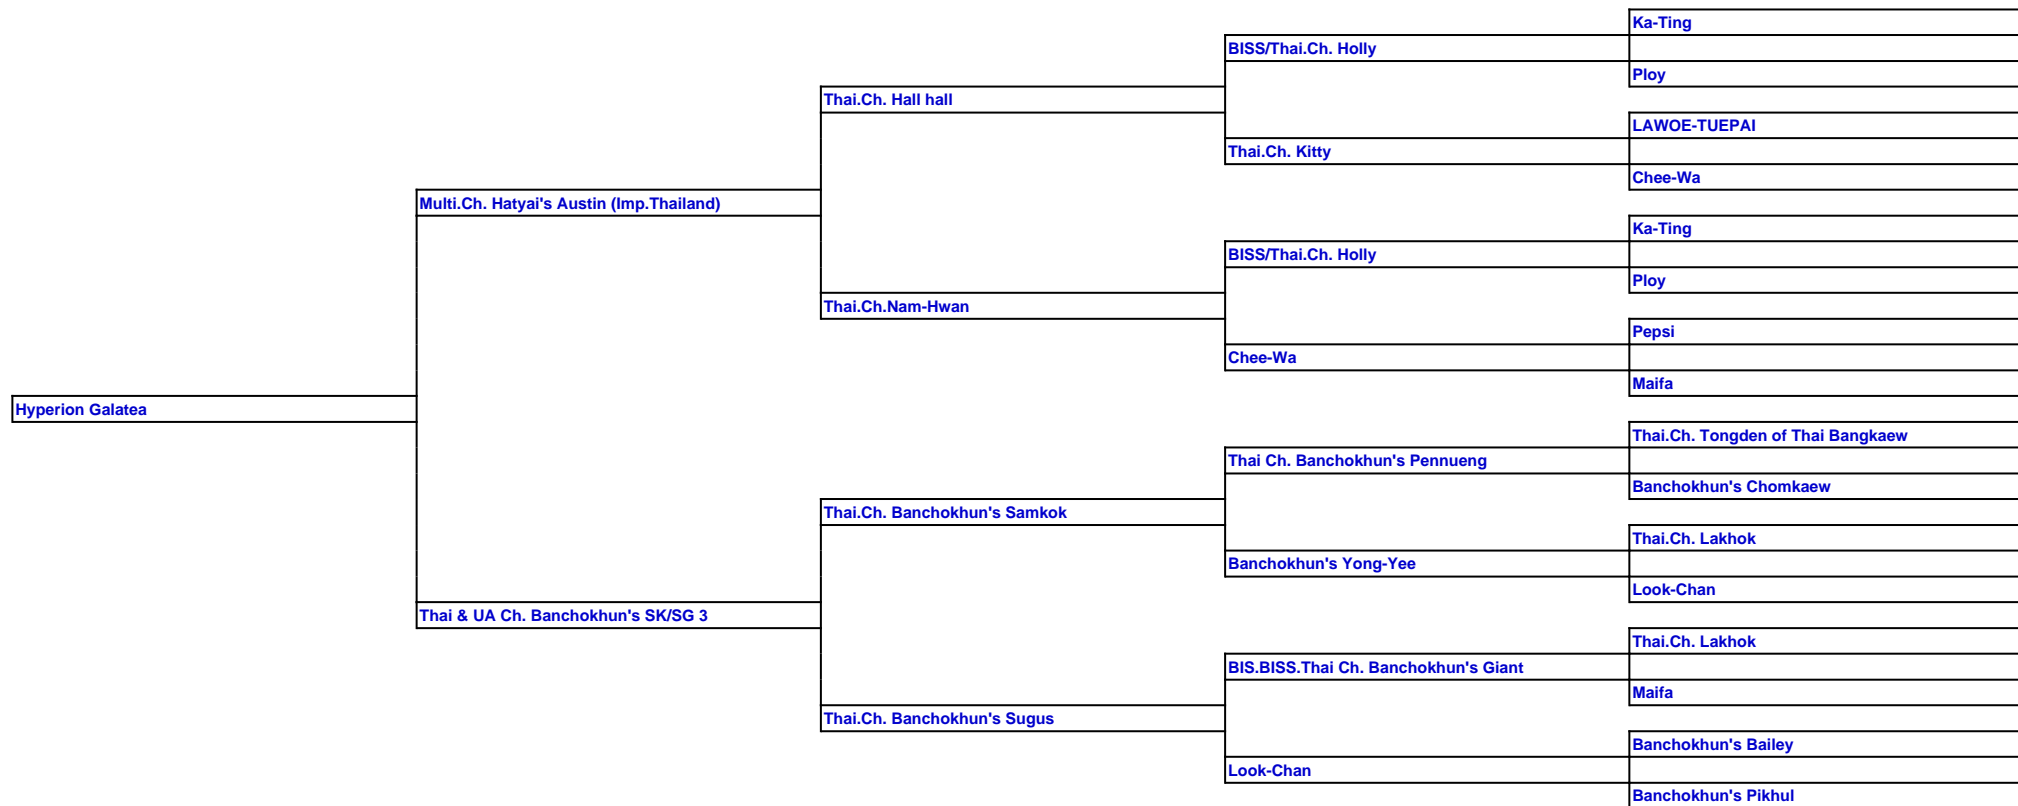 Ka-Ting
BISS/Thai.Ch. Holly
Ploy
Thai.Ch. Hall hall
LAWOE-TUEPAI
Thai.Ch. Kitty
Chee-Wa
Multi.Ch. Hatyai's Austin (Imp.Thailand)
Ka-Ting
BISS/Thai.Ch. Holly
Ploy
Thai.Ch.Nam-Hwan
Pepsi
Chee-Wa
Maifa
Hyperion Galatea
Thai.Ch. Tongden of Thai Bangkaew
Thai Ch. Banchokhun's Pennueng
Banchokhun's Chomkaew
Thai.Ch. Banchokhun's Samkok
Thai.Ch. Lakhok
Banchokhun's Yong-Yee
Look-Chan
Thai & UA Ch. Banchokhun's SK/SG 3
Thai.Ch. Lakhok
BIS.BISS.Thai Ch. Banchokhun's Giant
Maifa
Thai.Ch. Banchokhun's Sugus
Banchokhun's Bailey
Look-Chan
Banchokhun's Pikhul